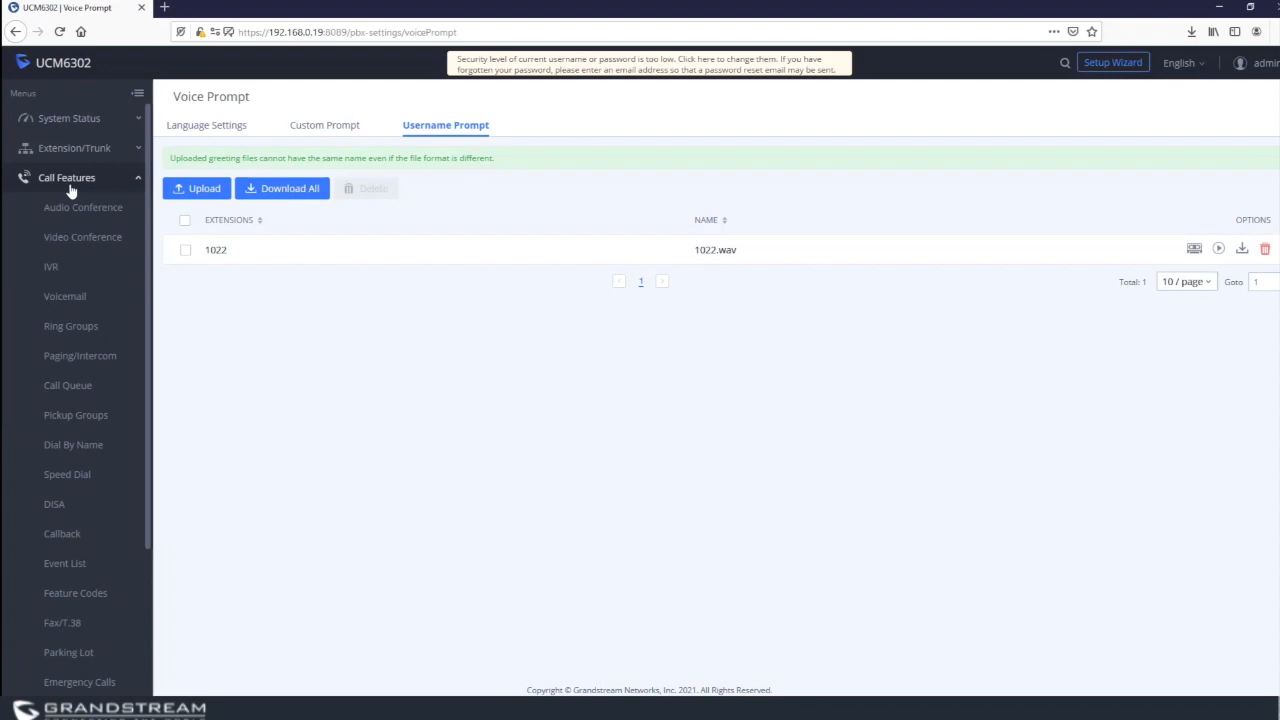 UCM6302 | Voice Prompt
https://192.168.0.19:8089/pbx-settings/voicePrompt
UCM6302
Security level of current username or password is too low. Click here to change them. If you have
forgotten your password, please enter an email address so that a password reset email may be sent.
Setup Wizard
English
admin
Menus
System Status
Extension/Trunk
Call Features
Audio Conference
Video Conference
IVR
Voicemail
Ring Groups
Paging/Intercom
Call Queue
Pickup Groups
Dial By Name
Speed Dial
DISA
Callback
Event List
Feature Codes
Fax/T.38
Parking Lot
Emergency Calls
Voice Prompt
Language Settings Custom Prompt Username Prompt
Uploaded greeting files cannot have the same name even if the file format is different.
Upload Download All Delete
EXTENSIONS NAME OPTIONS
1022 1022.wav
1 Total: 1 10 / page Goto 1
Copyright © Grandstream Networks, Inc. 2021. All Rights Reserved.
GRANDSTREAM